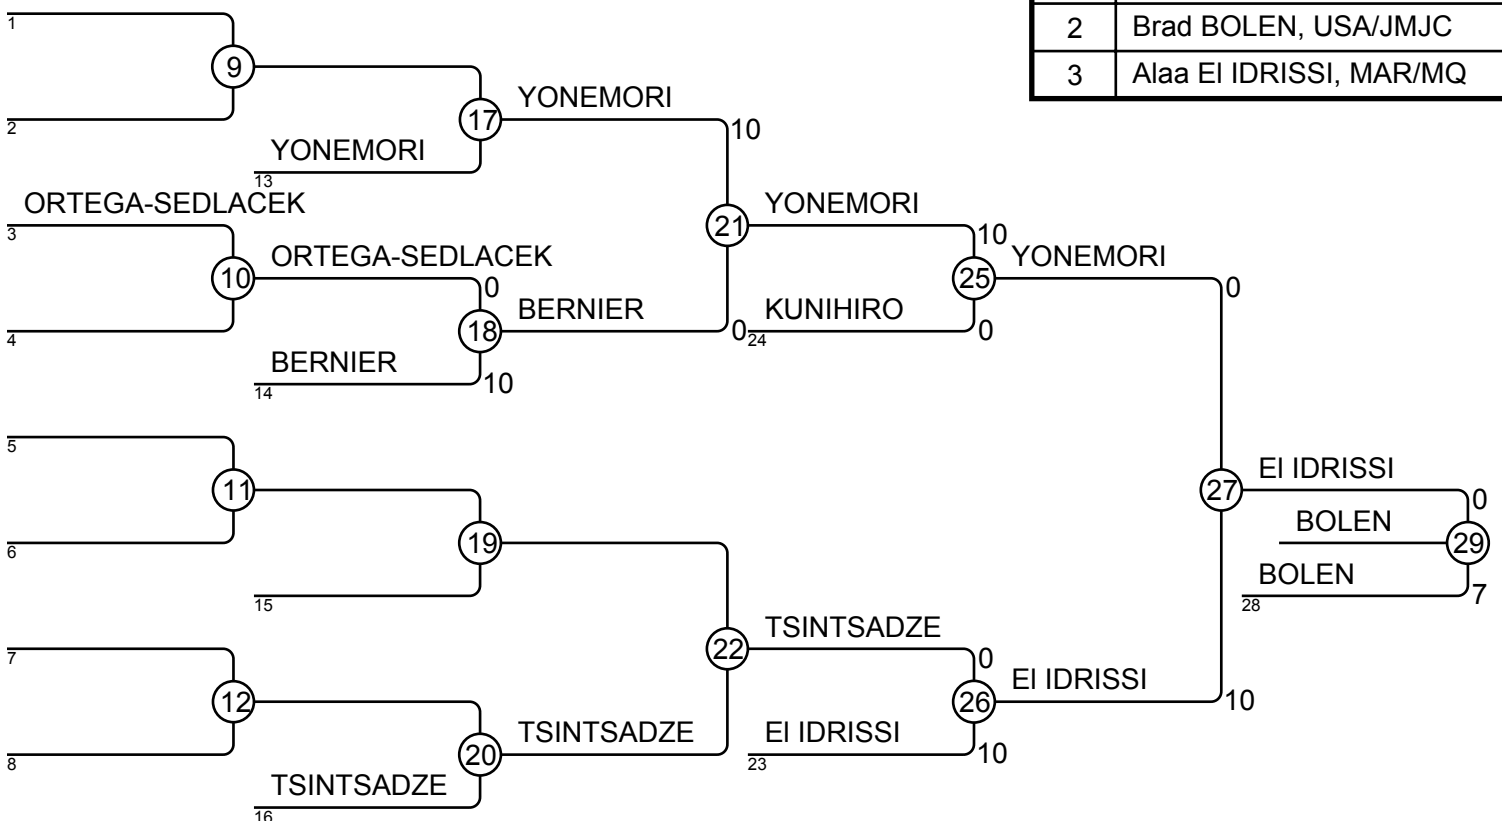 2 Brad BOLEN, USA/JMJC
3 Alaa El IDRISSI, MAR/MQ
1
9
2
YONEMORI
17
10
YONEMORI
13
ORTEGA-SEDLACEK
3
YONEMORI
21
10
ORTEGA-SEDLACEK
10
0
YONEMORI
25
0
BERNIER
18
0
KUNIHIRO
24
0
4
BERNIER
14
10
5
11
El IDRISSI
27
0
BOLEN
29
6
19
BOLEN
28
7
15
7
TSINTSADZE
22
0
12
El IDRISSI
26
10
TSINTSADZE
20
El IDRISSI
23
10
8
TSINTSADZE
16